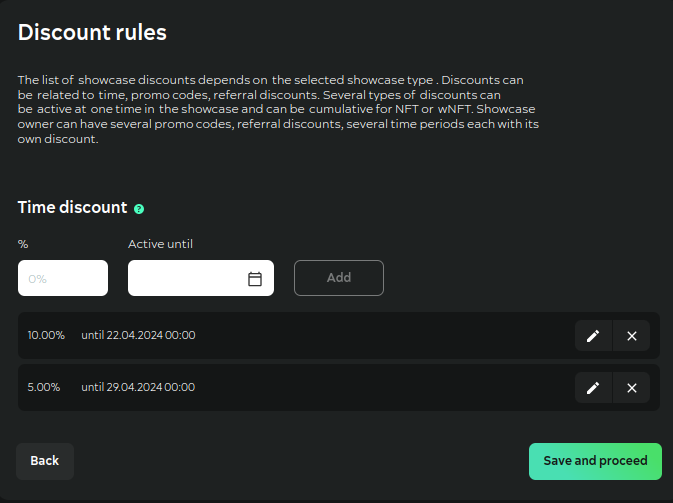 Discount rules
The list of showcase discounts depends on the selected showcase type . Discounts can
be related to time, promo codes, referral discounts. Several types of discounts can
be active at one time in the showcase and can be cumulative for NFT or wNFT. Showcase
owner can have several promo codes, referral discounts, several time periods each with its
own discount.
Time discount ?
% Active until
0% Add
10.00% until 22.04.2024 00:00
5.00% until 29.04.2024 00:00
Back Save and proceed